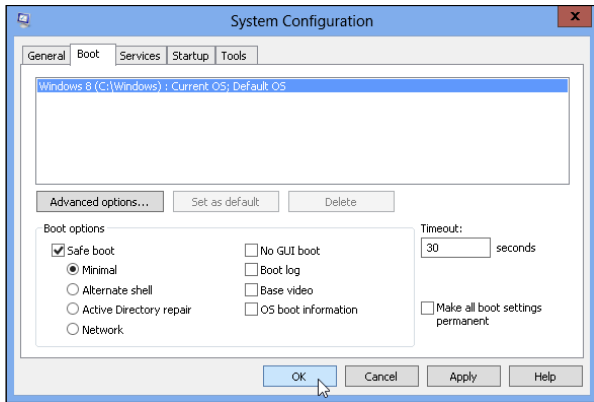 System Configuration
x
General Boot Services Startup Tools
Windows 8 (C:\Windows) : Current OS; Default OS
Advanced options... Set as default Delete
Boot options Timeout:
Safe boot No GUI boot 30 seconds
Minimal Boot log
Alternate shell Base video
Active Directory repair OS boot information Make all boot settings
permanent
Network
OK Cancel Apply Help